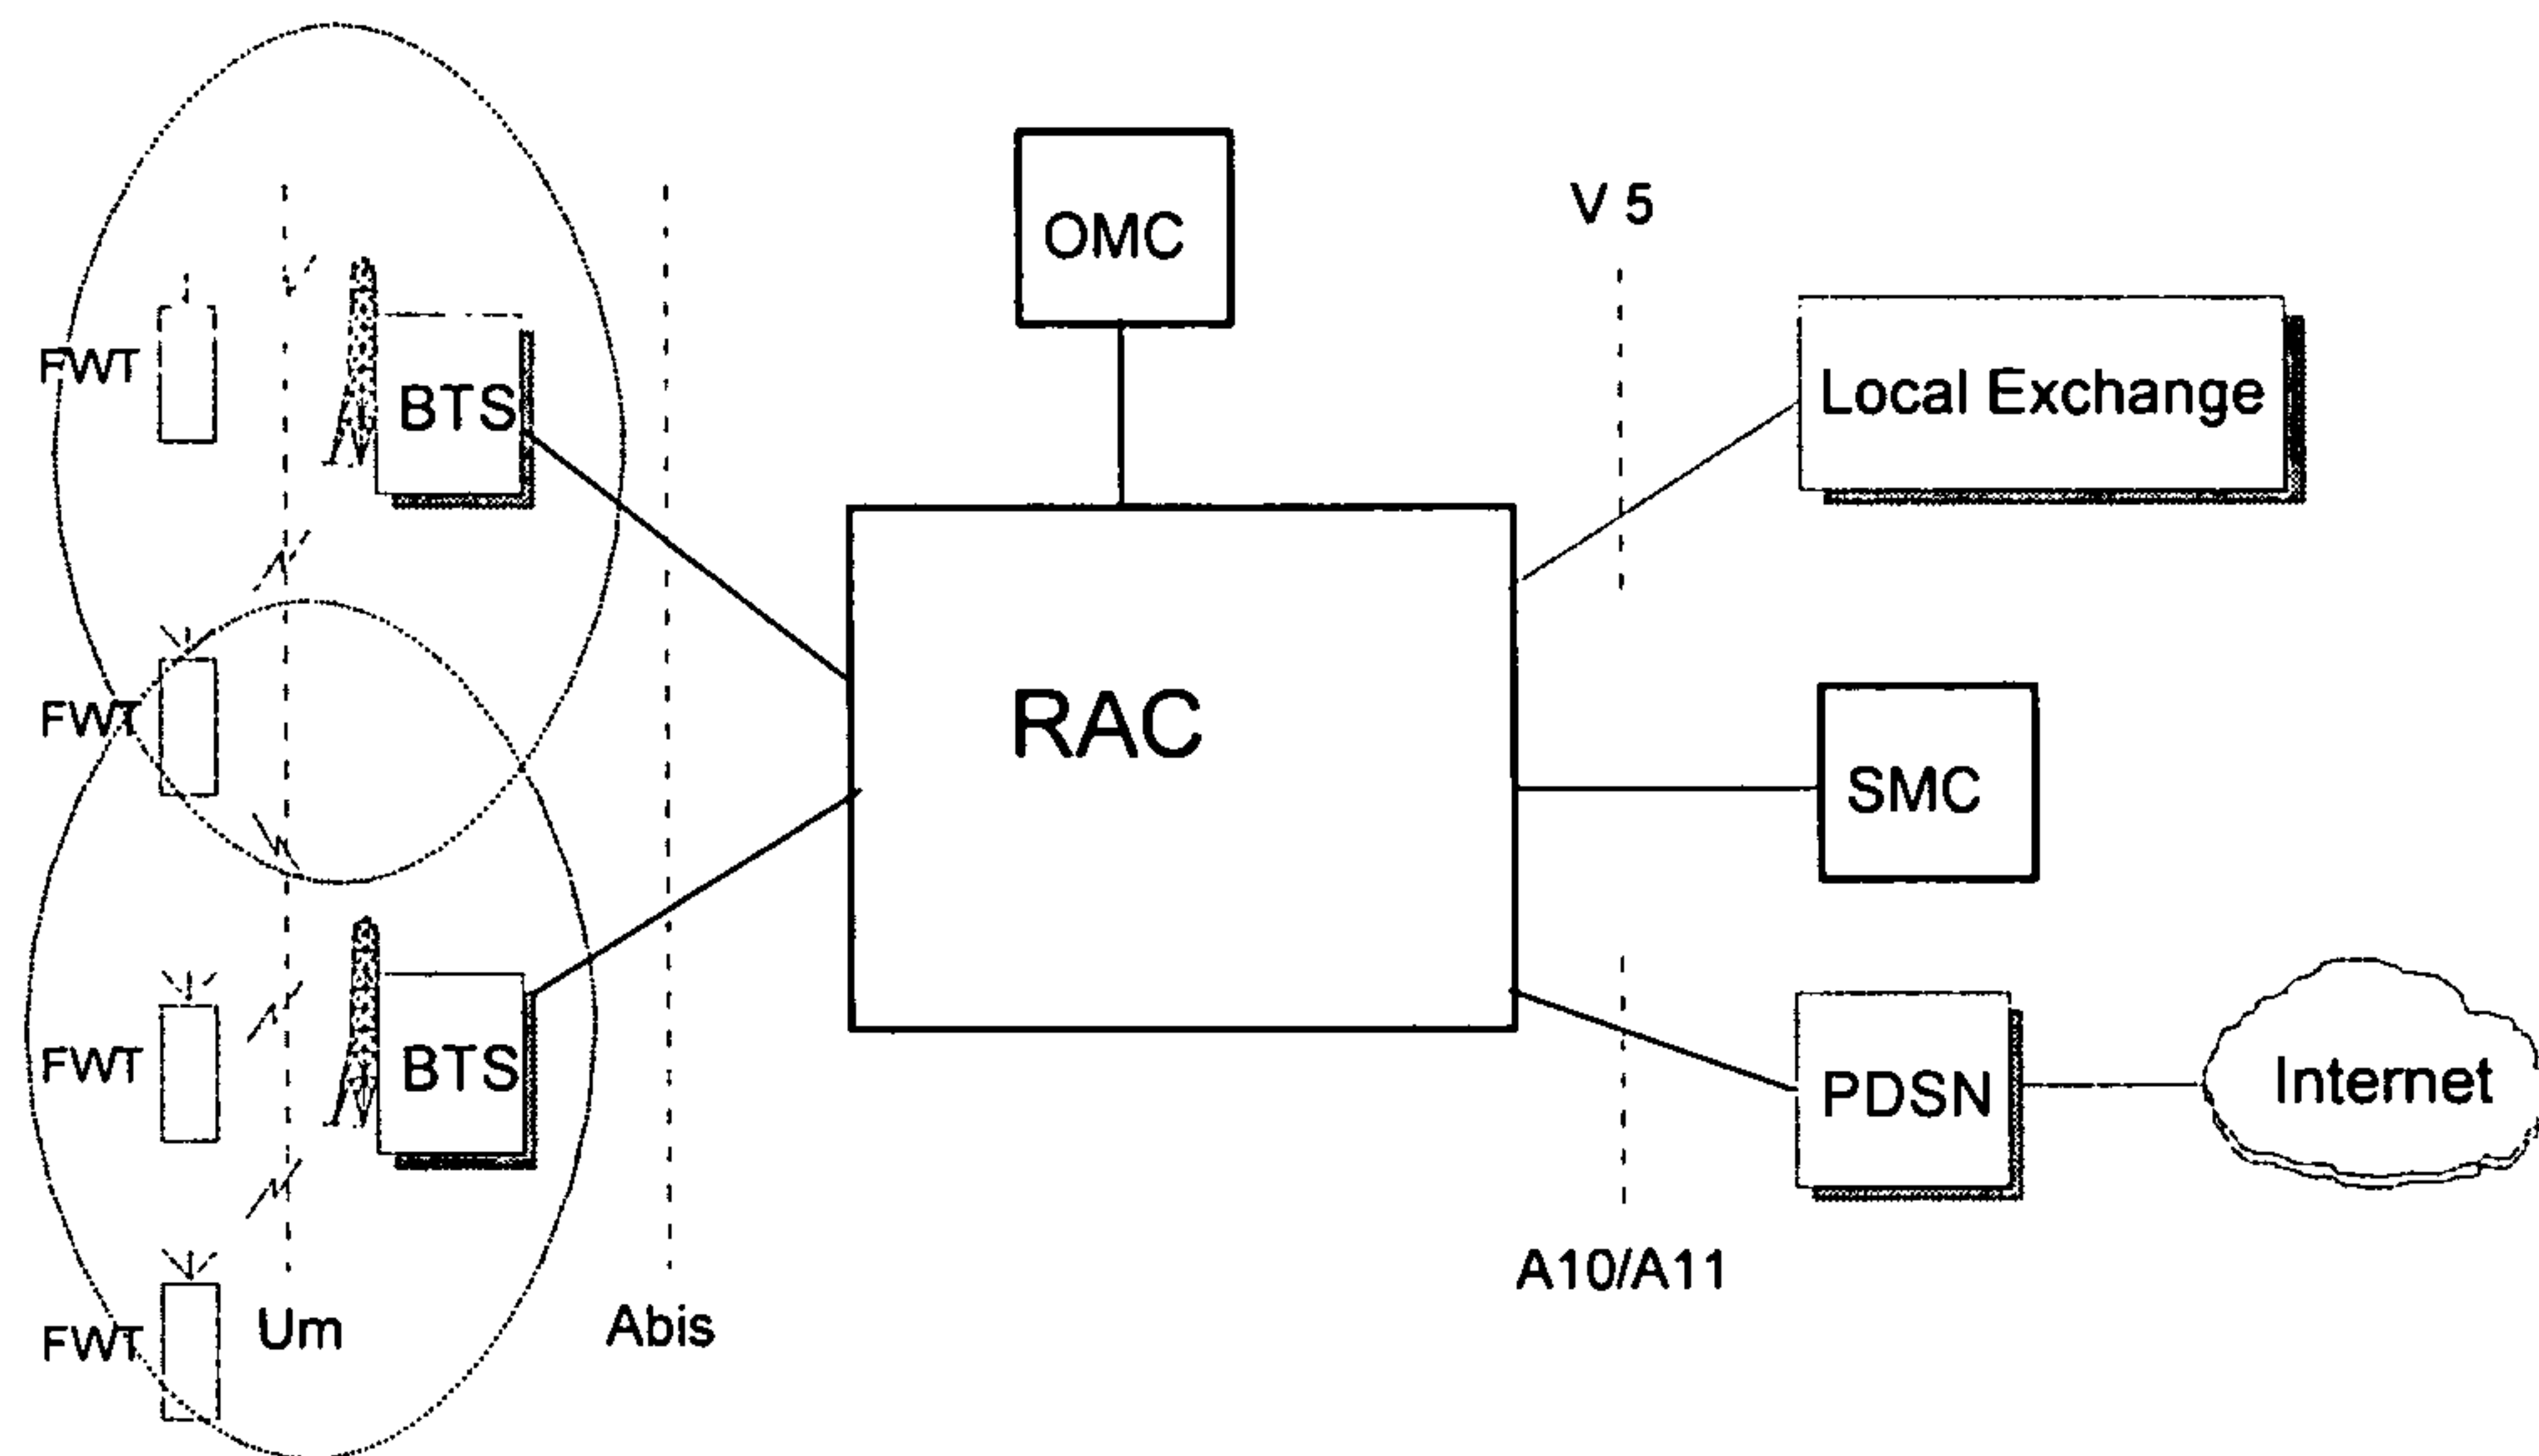 OMC
V 5
FWT
BTS
Local Exchange
FWT
RAC
SMC
FWT
BTS
PDSN
Internet
A10/A11
FWT
Um
Abis